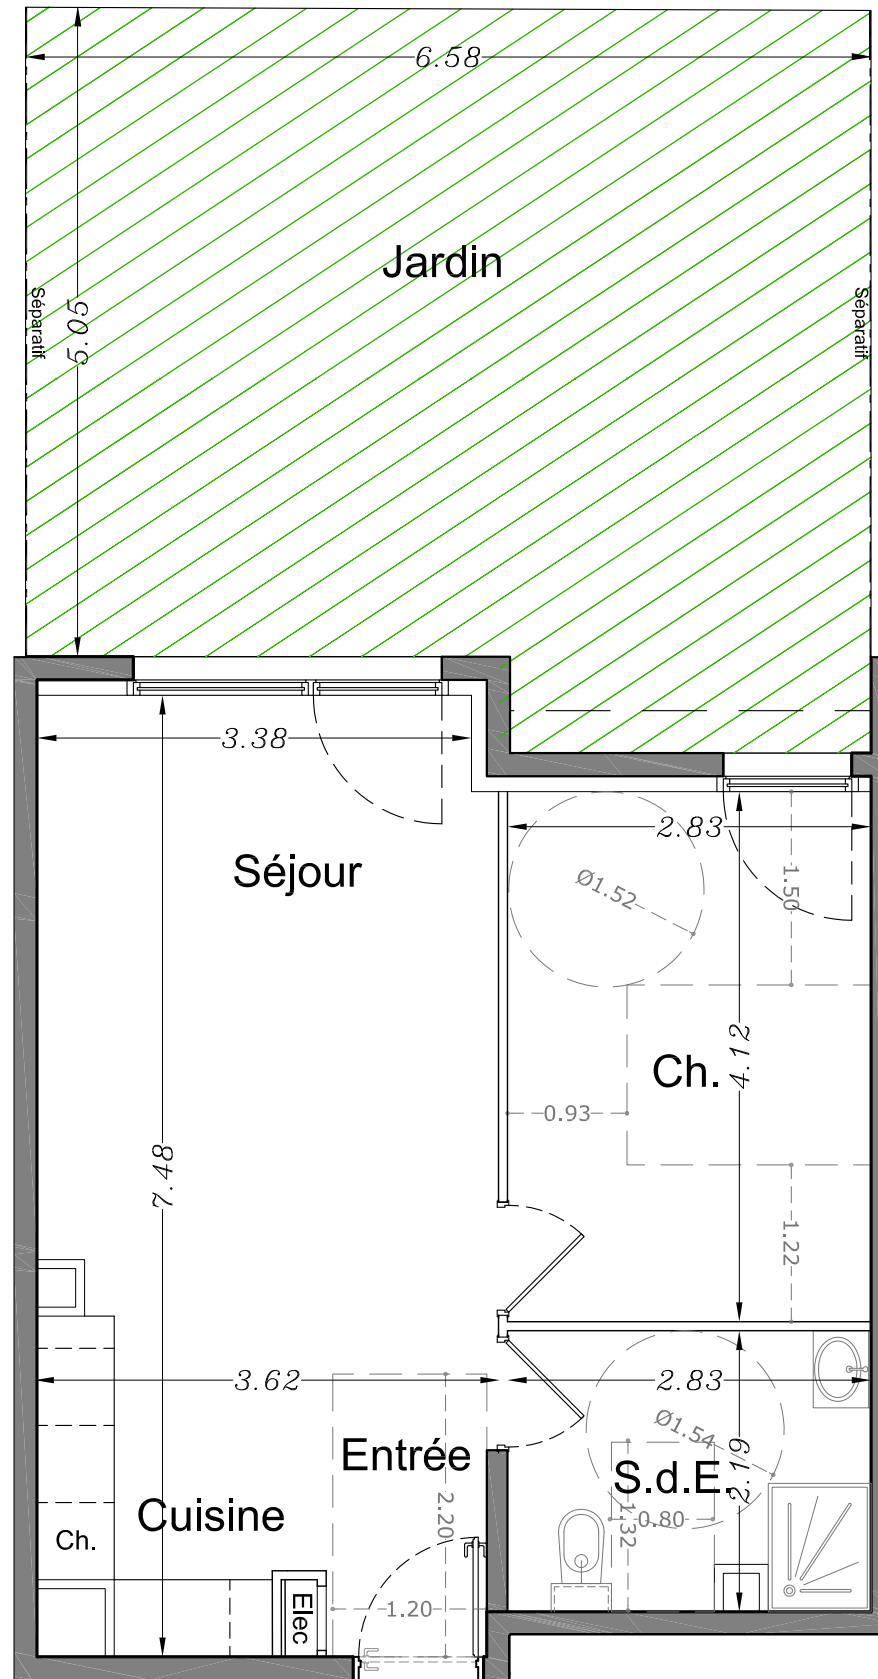 6.58
Jardin
Séparatif
5.05
Séparatif
3.38
2.83
Séjour
Ø1.52
1.50
Ch.
4.12
0.93
7.48
1.22
3.62
2.83
Ø1.54
Entrée
S.d.E.
2.19
Cuisine
2.20
1.32
0.80
Ch.
Elec
1.20